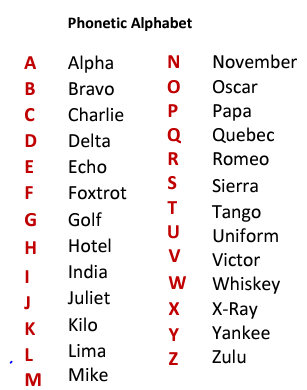 Phonetic Alphabet
A Alpha
B Bravo
C Charlie
D Delta
E Echo
F Foxtrot
G Golf
H Hotel
I India
J Juliet
K Kilo
L Lima
M Mike
N November
O Oscar
P Papa
Q Quebec
R Romeo
S Sierra
T Tango
U Uniform
V Victor
W Whiskey
X X-Ray
Y Yankee
Z Zulu